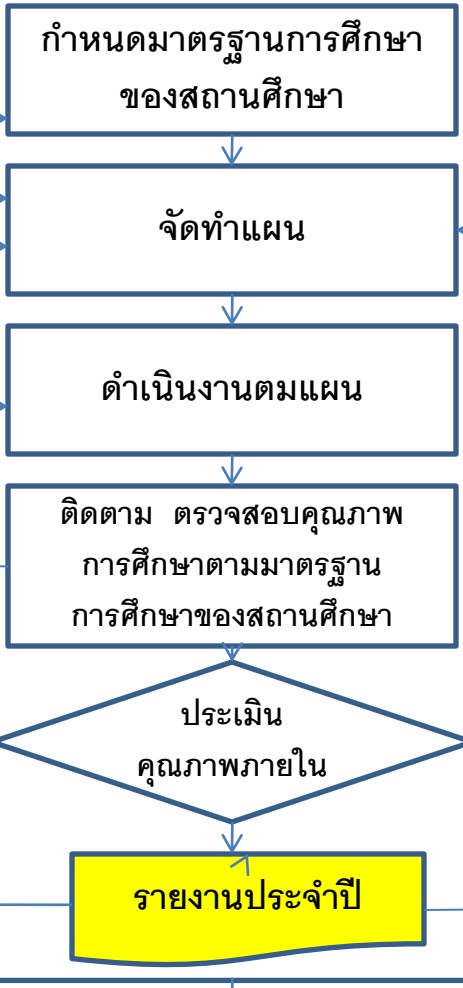 กำหนดมาตรฐานการศึกษา
ของสถานศึกษา
จัดทำแผน
ดำเนินงานตมแผน
ติดตาม ตรวจสอบคุณภาพ
การศึกษาตามมาตรฐาน
การศึกษาของสถานศึกษา
ประเมิน
คุณภาพภายใน
รายงานประจำปี